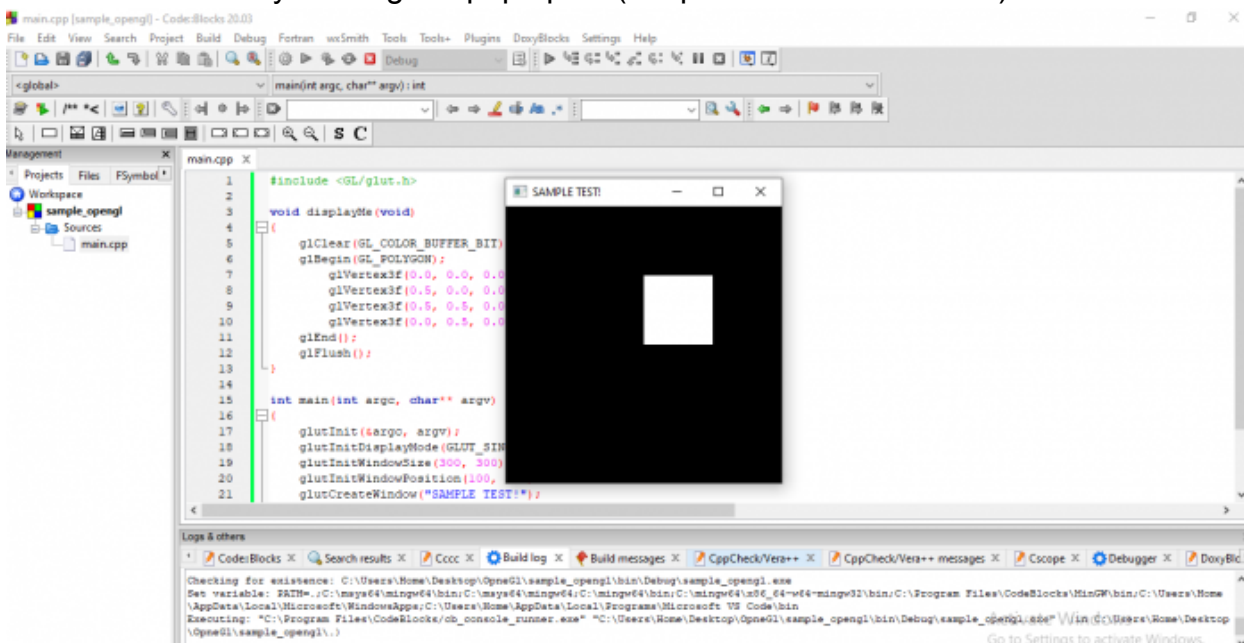 main.cpp [sample_opengl] - Code::Blocks 20.03
File Edit View Search Project Build Debug Fortran wxSmith Tools Tools+ Plugins DoxyBlocks Settings Help
Debug
<global>
main(int argc, char** argv) : int
/** *<
S C
Management
Projects Files FSymbol
Workspace
sample_opengl
Sources
main.cpp
main.cpp
1 #include <GL/glut.h>
2
3 void displayMe(void)
4 {
5 glClear(GL_COLOR_BUFFER_BIT)
6 glBegin(GL_POLYGON);
7 glVertex3f(0.0, 0.0, 0.0
8 glVertex3f(0.5, 0.0, 0.0
9 glVertex3f(0.5, 0.5, 0.0
10 glVertex3f(0.0, 0.5, 0.0
11 glEnd();
12 glFlush();
13 }
14
15 int main(int argc, char** argv)
16 {
17 glutInit(&argc, argv);
18 glutInitDisplayMode(GLUT_SIN
19 glutInitWindowSize(300, 300)
20 glutInitWindowPosition(100,
21 glutCreateWindow("SAMPLE TEST!");
SAMPLE TEST!
Logs & others
Code::Blocks Search results Cccc Build log Build messages CppCheck/Vera++ CppCheck/Vera++ messages Cscope Debugger DoxyBlo
Checking for existence: C:\Users\Home\Desktop\OpneGl\sample_opengl\bin\Debug\sample_opengl.exe
Set variable: PATH=.;C:\msys64\mingw64\bin;C:\msys64\mingw64;C:\mingw64\bin;C:\mingw64\x86_64-w64-mingw32\bin;C:\Program Files\CodeBlocks\MinGW\bin;C:\Users\Home
\AppData\Local\Microsoft\WindowsApps;C:\Users\Home\AppData\Local\Programs\Microsoft VS Code\bin
Executing: "C:\Program Files\CodeBlocks/cb_console_runner.exe" "C:\Users\Home\Desktop\OpneGl\sample_opengl\bin\Debug\sample_opengl.exe" (in C:\Users\Home\Desktop
\OpneGl\sample_opengl\.)
Activate Windows
Go to Settings to activate Windows.